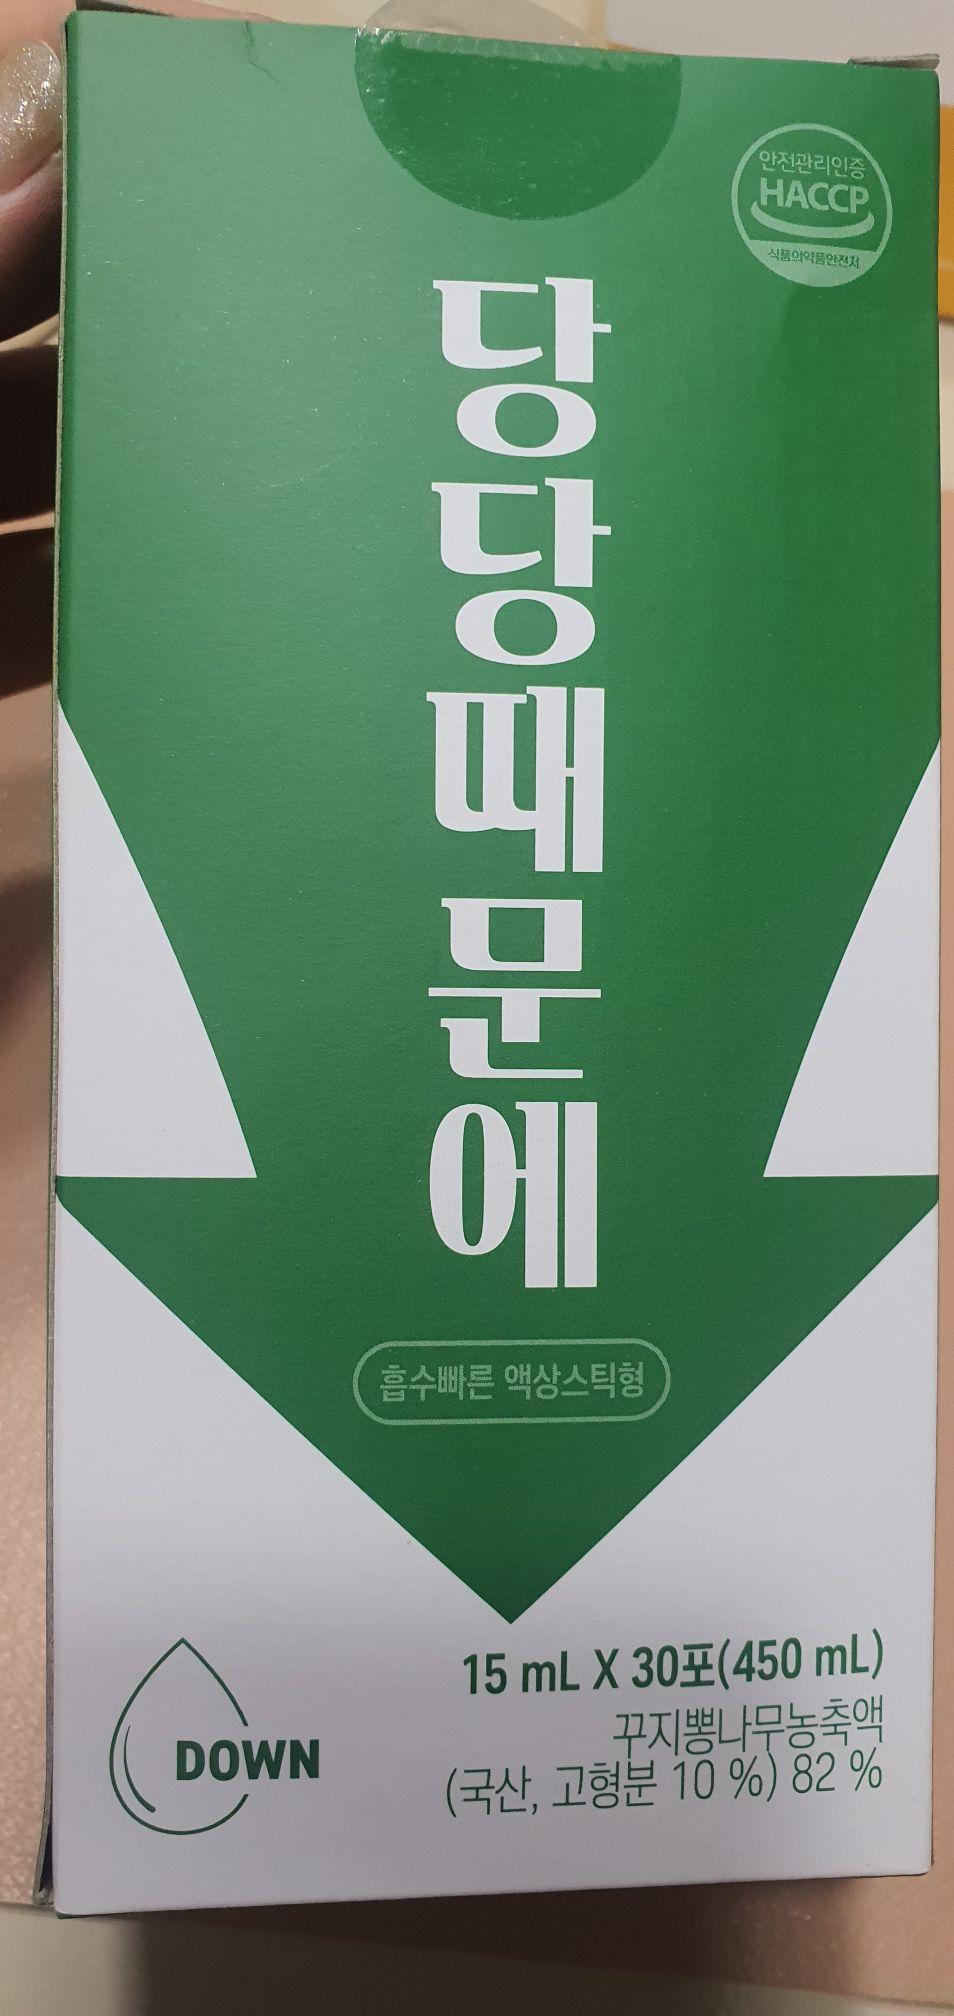 안전관리인증
HACCP
식품의약품안전처
당당때문에
흡수빠른 액상스틱형
DOWN
15 mL X 30포(450 mL)
꾸지뽕나무농축액
(국산, 고형분 10 %) 82 %